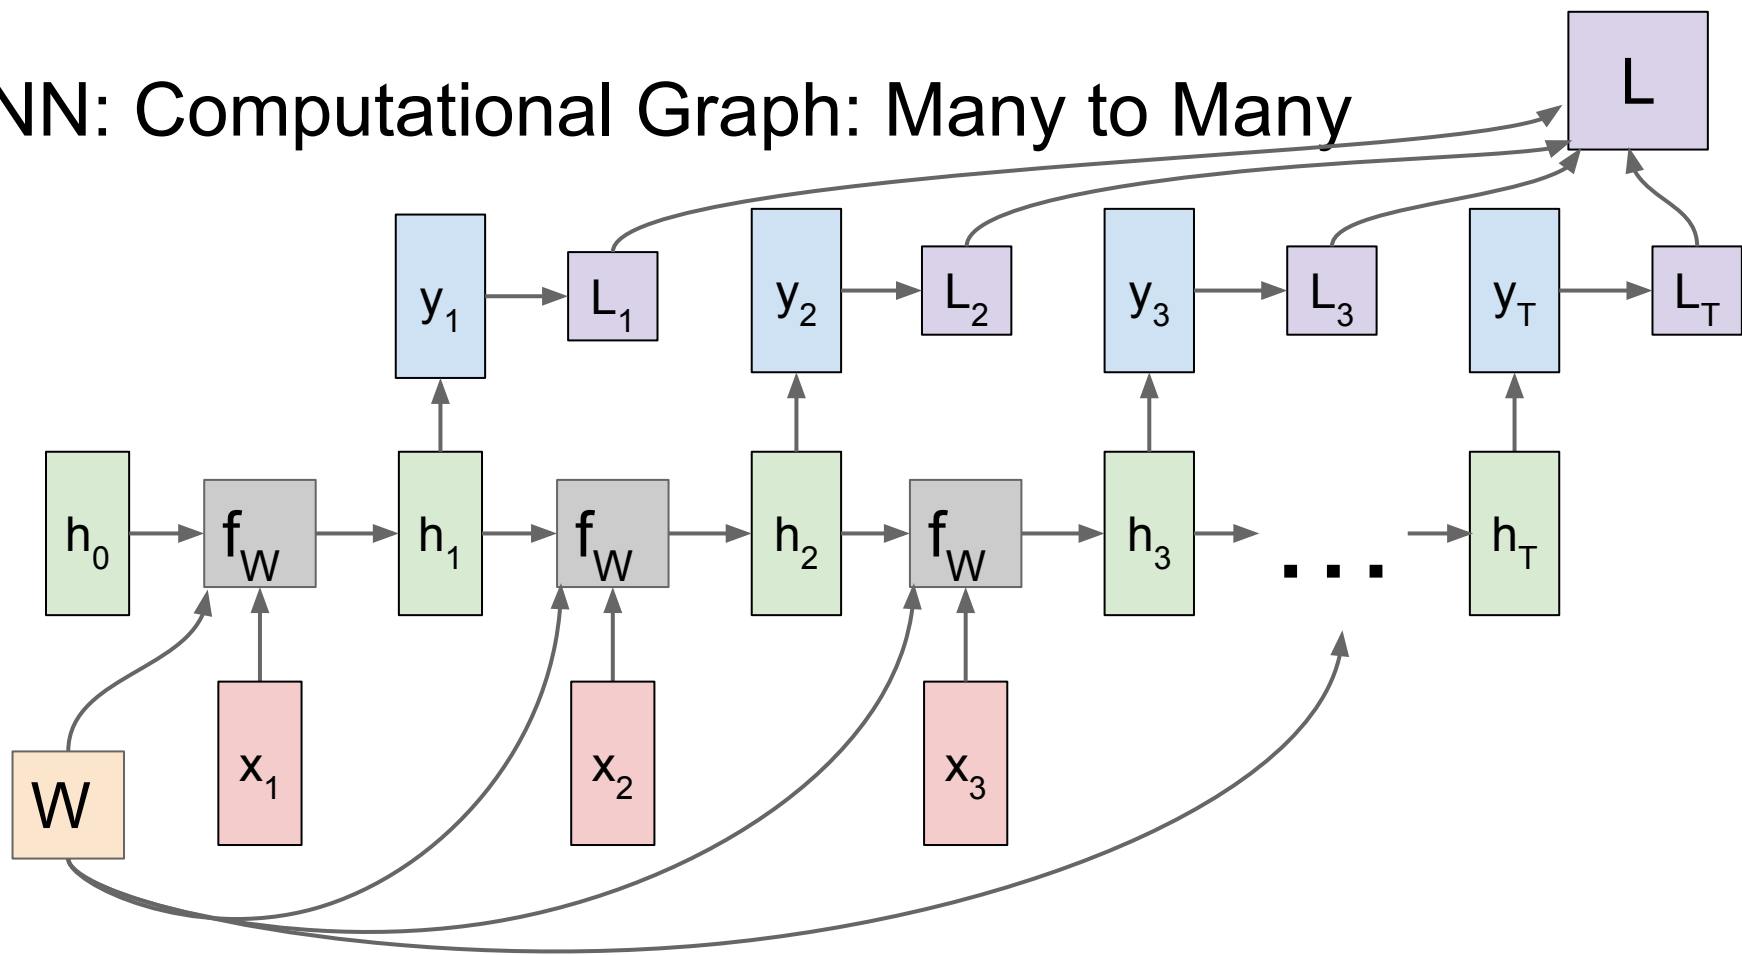 NN: Computational Graph: Many to Many
L
y1 L1 y2 L2 y3 L3 yT LT
h0 fW h1 fW h2 fW h3 ... hT
W x1 x2 x3